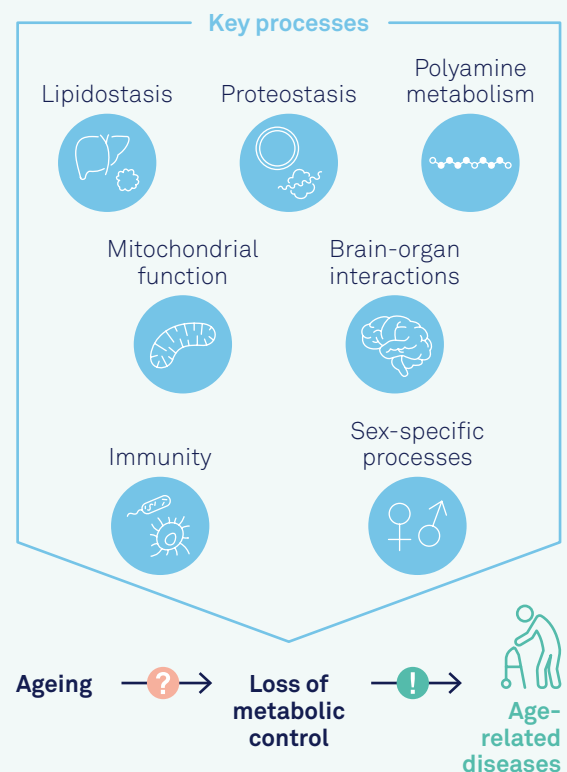 Key processes
Lipidostasis
Proteostasis
Polyamine
metabolism
Mitochondrial
function
Brain-organ
interactions
Immunity
Sex-specific
processes
Ageing
?
Loss of
metabolic
control
!
Age-
related
diseases